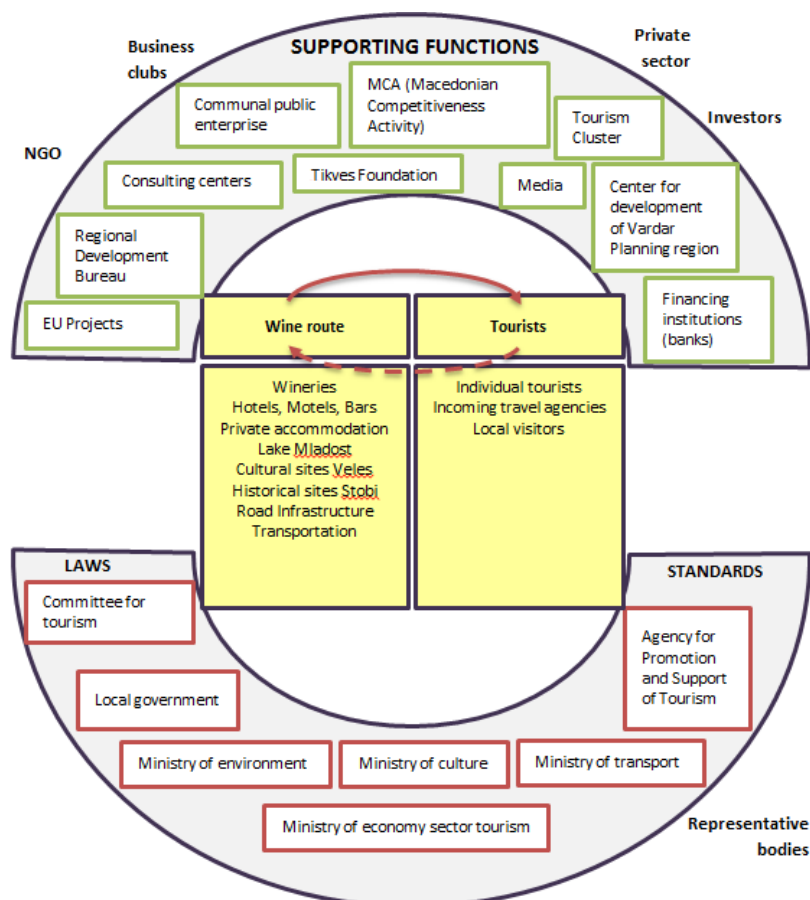 Business
clubs
SUPPORTING FUNCTIONS
Private
sector
Communal public
enterprise
MCA (Macedonian
Competitiveness
Activity)
Tourism
Cluster
Investors
NGO
Consulting centers
Tikves Foundation
Media
Center for
development
of Vardar
Planning region
Regional
Development
Bureau
EU Projects
Financing
institutions
(banks)
Wine route
Tourists
Wineries
Hotels, Motels, Bars
Private accommodation
Lake Mladost
Cultural sites Veles
Historical sites Stobi
Road Infrastructure
Transportation
Individual tourists
Incoming travel agencies
Local visitors
LAWS
STANDARDS
Committee for
tourism
Agency for
Promotion
and Support
of Tourism
Local government
Ministry of environment
Ministry of culture
Ministry of transport
Ministry of economy sector tourism
Representative
bodies